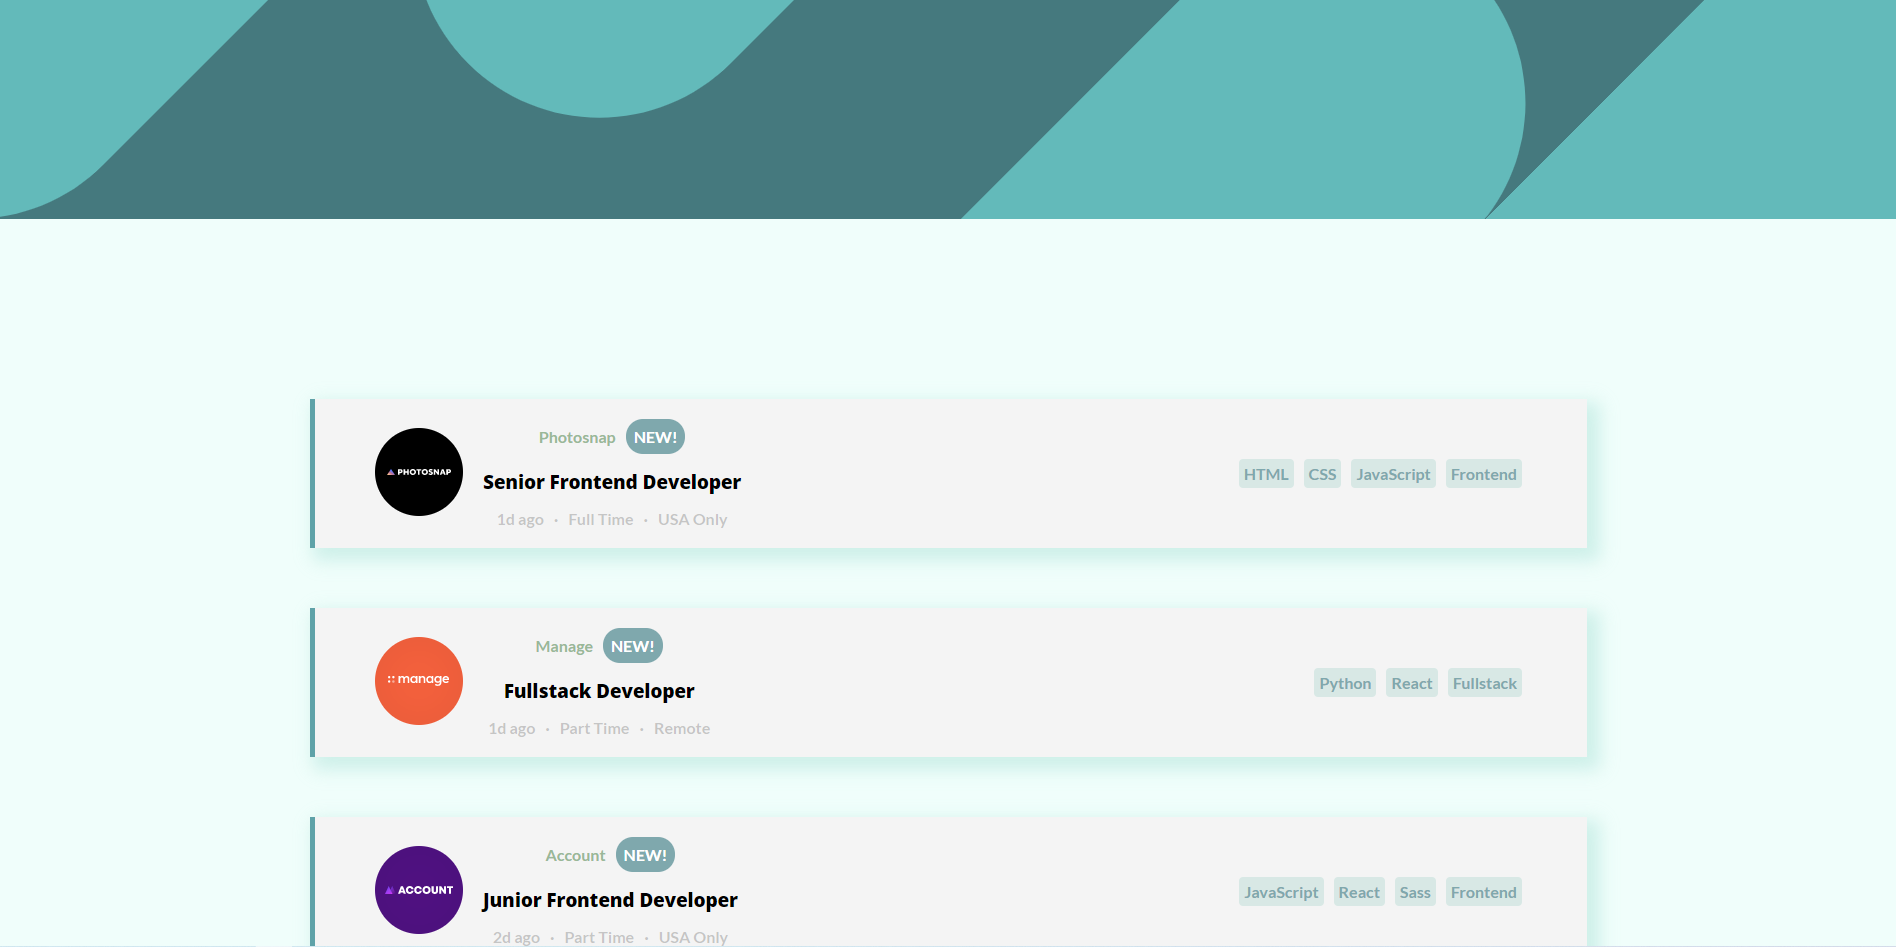 Photosnap NEW!
PHOTOSNAP
Senior Frontend Developer
1d ago · Full Time · USA Only
HTML CSS JavaScript Frontend
Manage NEW!
manage
Fullstack Developer
1d ago · Part Time · Remote
Python React Fullstack
Account NEW!
ACCOUNT
Junior Frontend Developer
2d ago · Part Time · USA Only
JavaScript React Sass Frontend